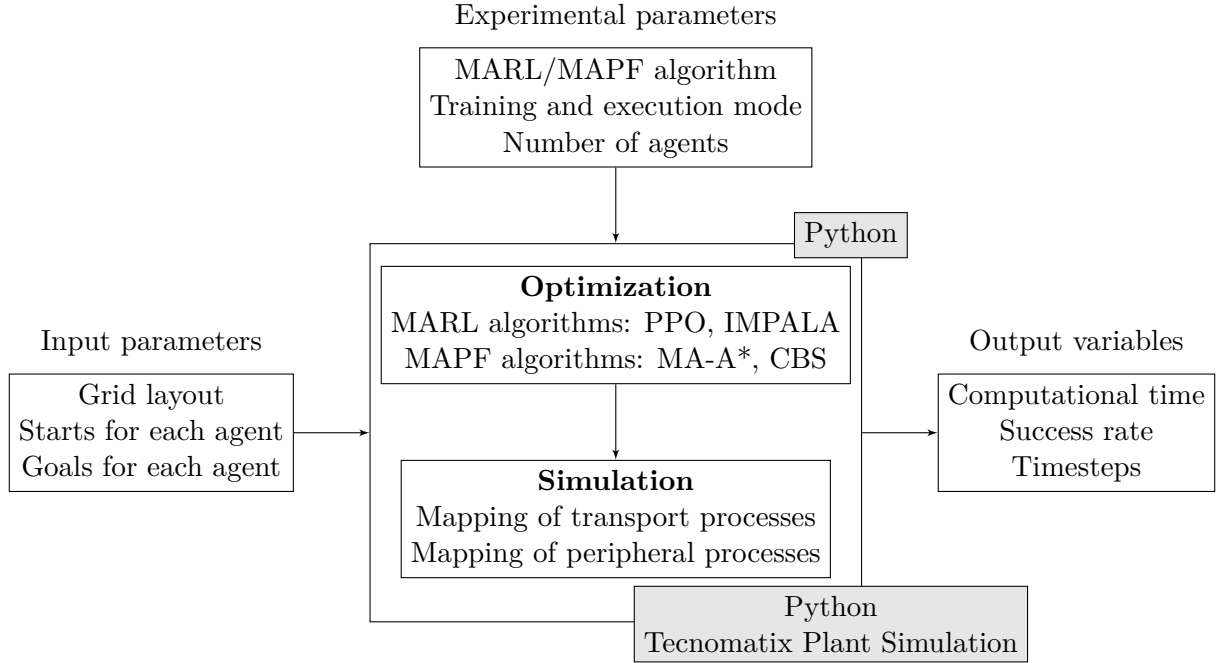 Experimental parameters
MARL/MAPF algorithm
Training and execution mode
Number of agents
Python
Input parameters
Grid layout
Starts for each agent
Goals for each agent
Optimization
MARL algorithms: PPO, IMPALA
MAPF algorithms: MA-A*, CBS
Simulation
Mapping of transport processes
Mapping of peripheral processes
Output variables
Computational time
Success rate
Timesteps
Python
Tecnomatix Plant Simulation